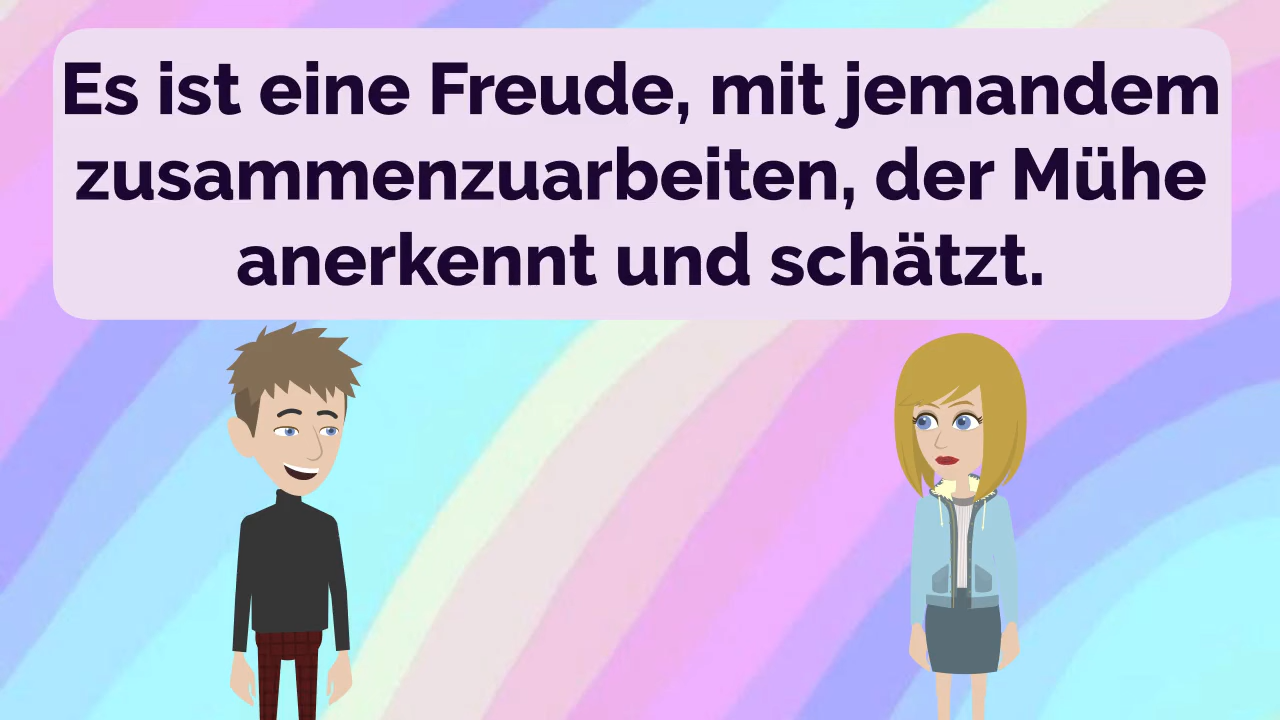 Es ist eine Freude, mit jemandem
zusammenzuarbeiten, der Mühe
anerkennt und schätzt.